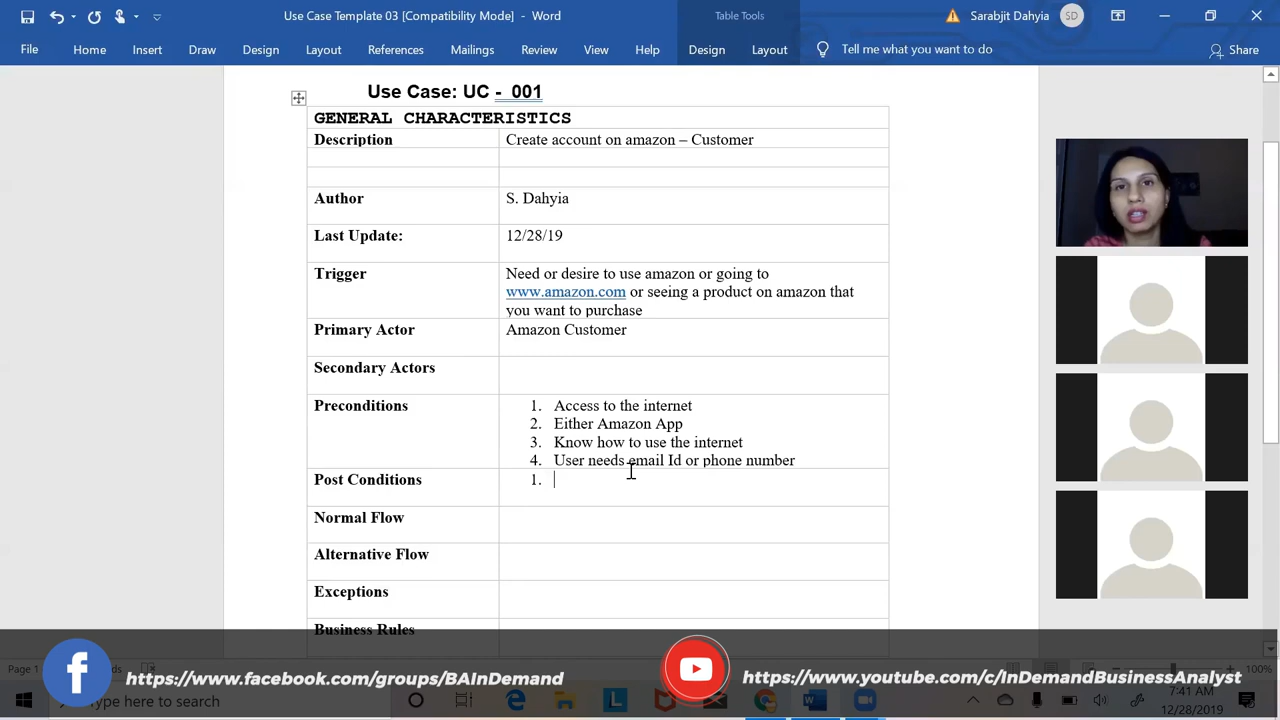 Use Case Template 03 [Compatibility Mode] - Word
Table Tools
Sarabjit Dahyia
SD
File Home Insert Draw Design Layout References Mailings Review View Help Design Layout Tell me what you want to do Share
Use Case: UC - 001
GENERAL CHARACTERISTICS
Description Create account on amazon – Customer
Author S. Dahyia
Last Update: 12/28/19
Trigger Need or desire to use amazon or going to
www.amazon.com or seeing a product on amazon that
you want to purchase
Primary Actor Amazon Customer
Secondary Actors
Preconditions 1. Access to the internet
2. Either Amazon App
3. Know how to use the internet
4. User needs email Id or phone number
Post Conditions 1.
Normal Flow
Alternative Flow
Exceptions
Business Rules
Page 1
100%
https://www.facebook.com/groups/BAInDemand
https://www.youtube.com/c/InDemandBusinessAnalyst
Type here to search
7:41 AM
12/28/2019